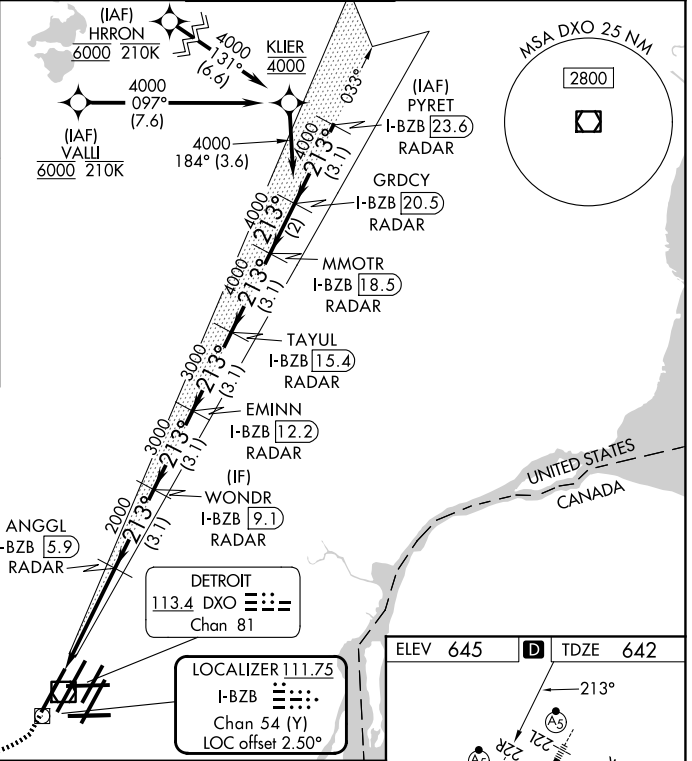 (IAF)
HRRON
6000 210K
4000
131°
(6.6)
KLIER
4000
4000
097°
(7.6)
(IAF)
VALLI
6000 210K
4000
184° (3.6)
033°
(IAF)
PYRET
I-BZB 23.6
RADAR
4000
213°
(3.1)
GRDCY
I-BZB 20.5
RADAR
4000
213°
(2)
MMOTR
I-BZB 18.5
RADAR
4000
213°
(3.1)
TAYUL
I-BZB 15.4
RADAR
3000
213°
(3.1)
EMINN
I-BZB 12.2
RADAR
3000
213°
(3.1)
(IF)
WONDR
I-BZB 9.1
RADAR
2000
213°
(3.1)
ANGGL
-BZB 5.9
RADAR
MSA DXO 25 NM
2800
UNITED STATES
CANADA
DETROIT
113.4 DXO
Chan 81
LOCALIZER 111.75
I-BZB
Chan 54 (Y)
LOC offset 2.50°
ELEV 645 D TDZE 642
213°
A5
22R
22L
A5